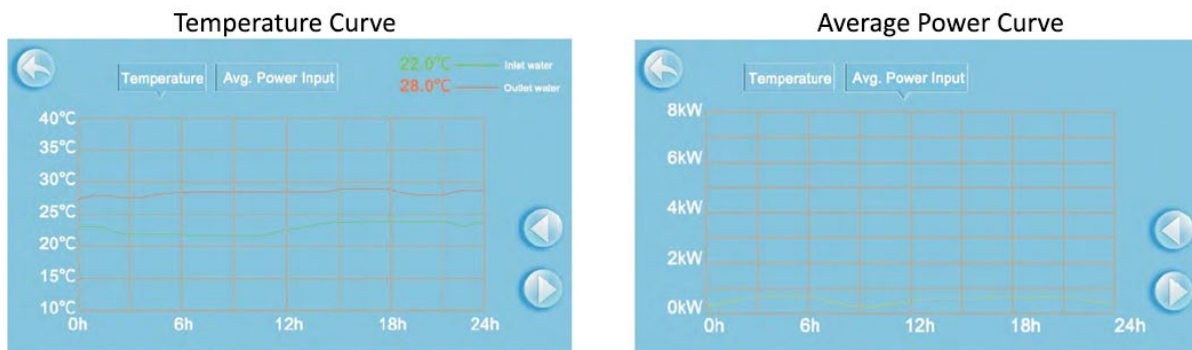 Temperature Curve
Temperature
Avg. Power Input
22.0°C
Inlet water
28.0°C
Outlet water
40°C
35°C
30°C
25°C
20°C
15°C
10°C
0h
6h
12h
18h
24h
Average Power Curve
Temperature
Avg. Power Input
8kW
6kW
4kW
2kW
0kW
0h
6h
12h
18h
24h